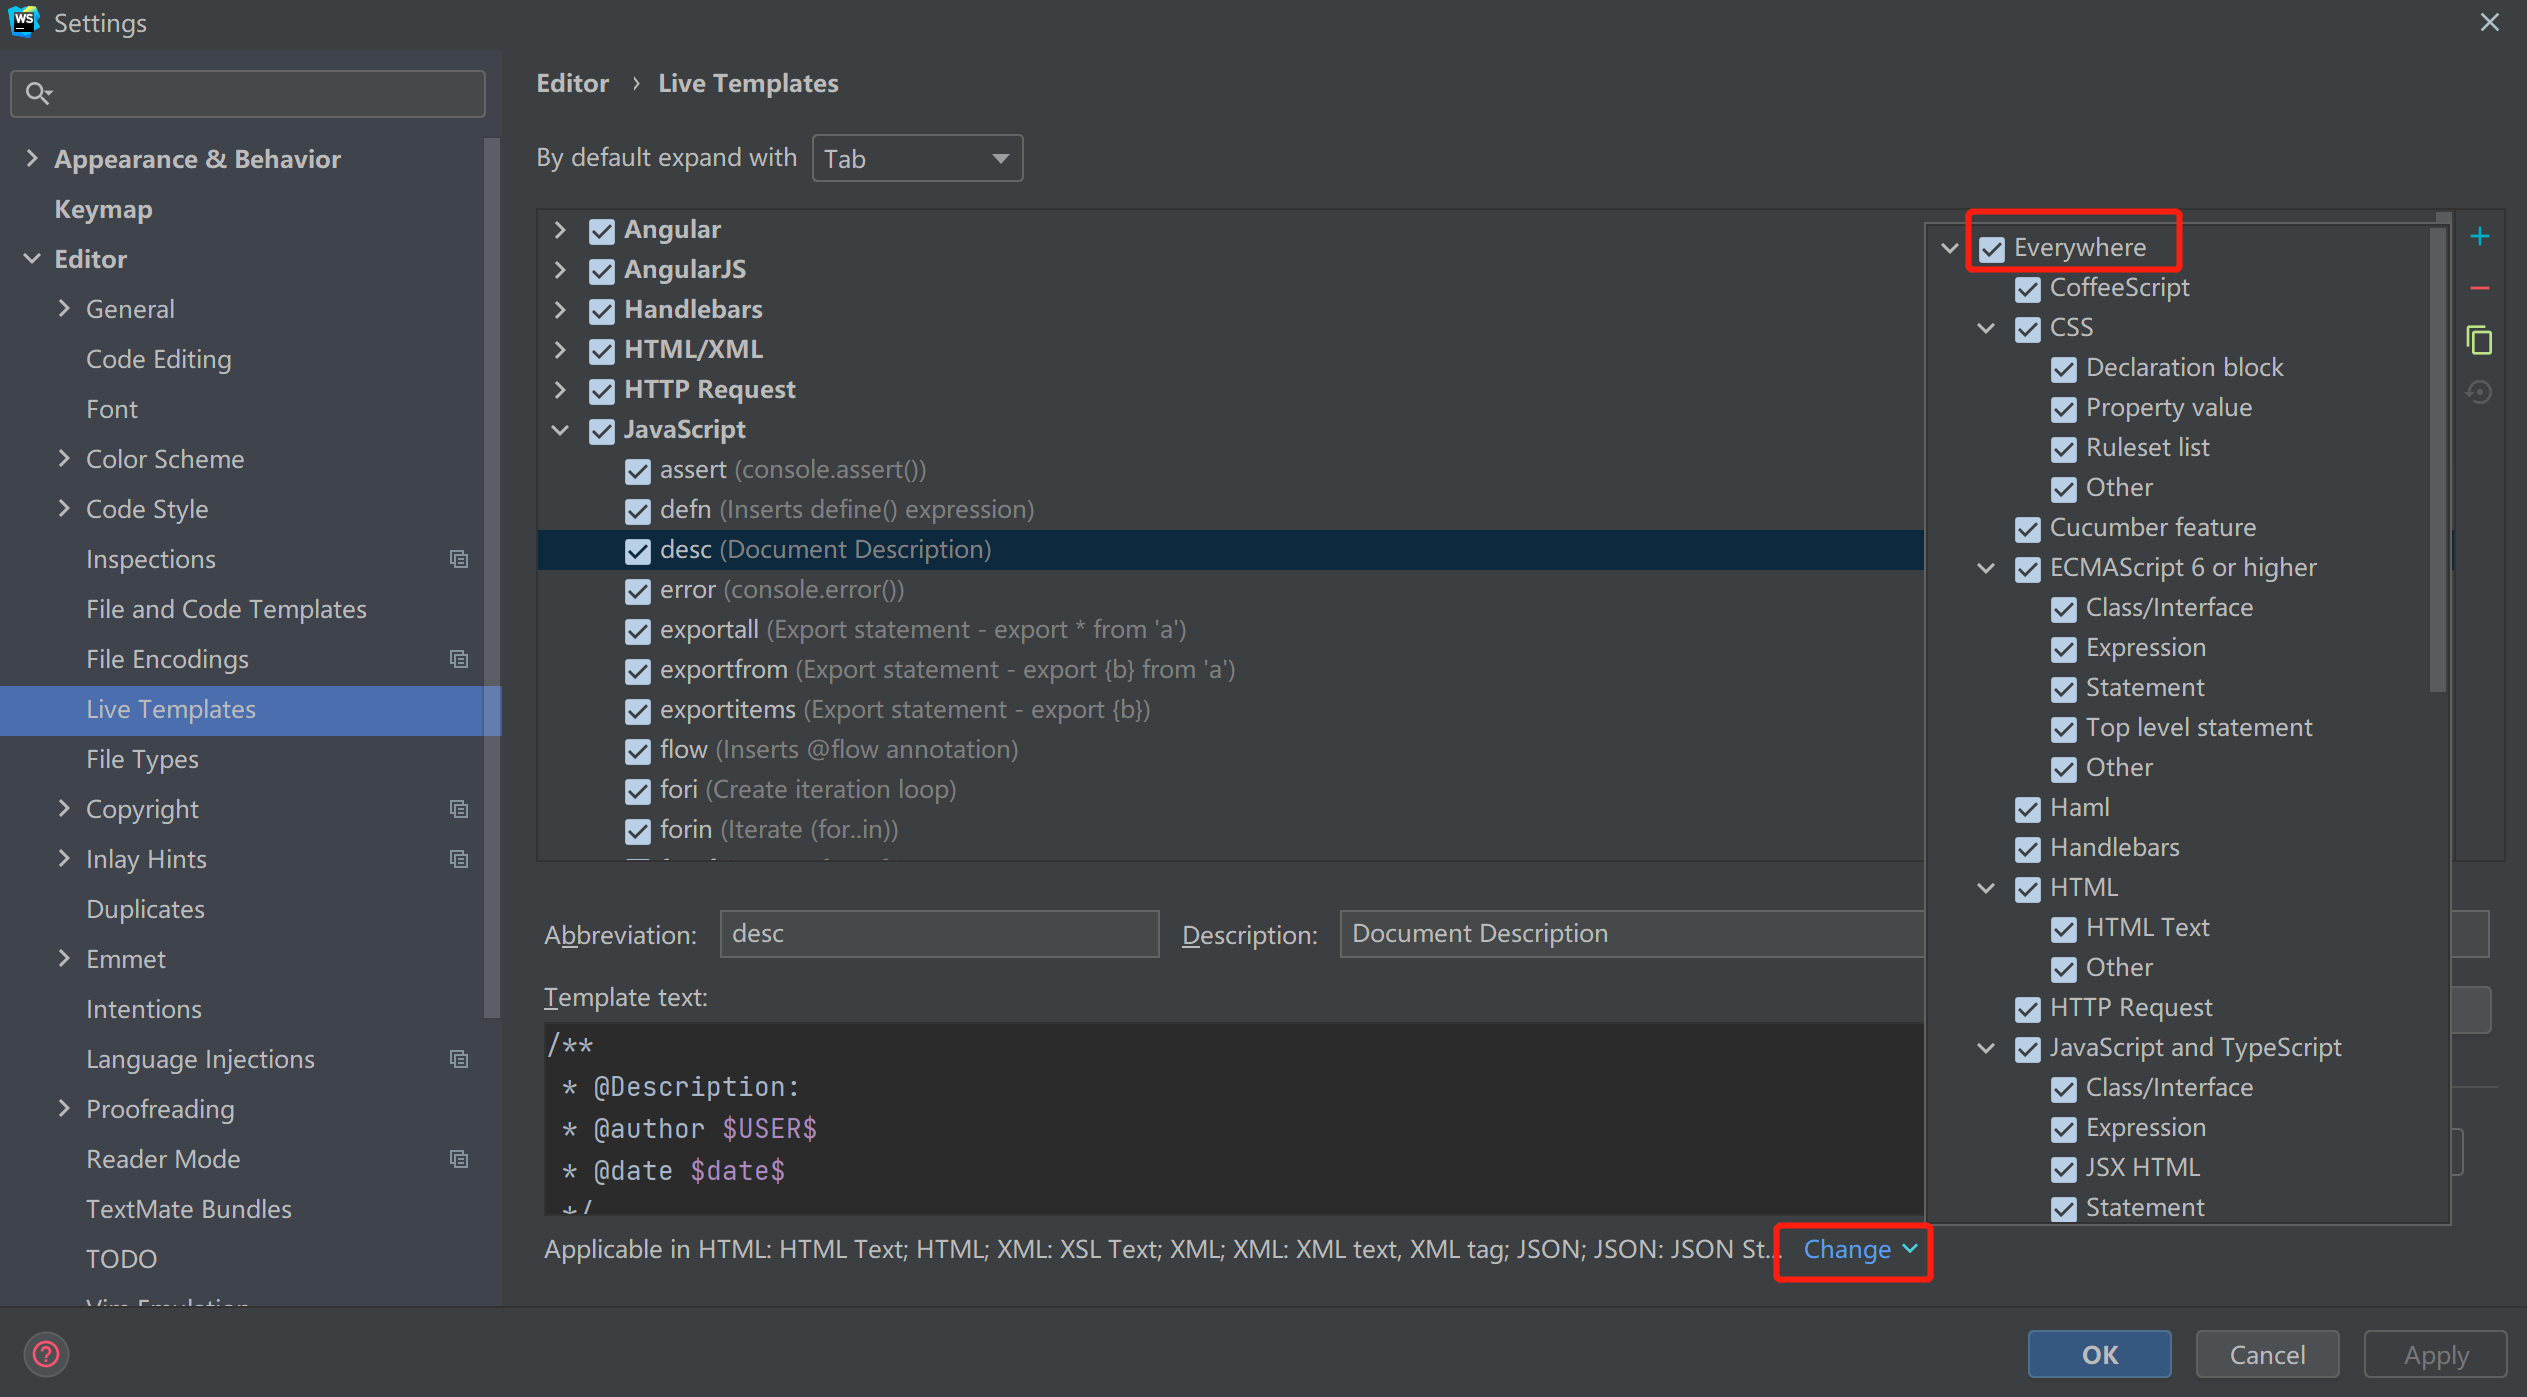 WS
Settings
Appearance & Behavior
Keymap
Editor
General
Code Editing
Font
Color Scheme
Code Style
Inspections
File and Code Templates
File Encodings
Live Templates
File Types
Copyright
Inlay Hints
Duplicates
Emmet
Intentions
Language Injections
Proofreading
Reader Mode
TextMate Bundles
TODO
Vim Emulation
Editor › Live Templates
By default expand with Tab
Angular
AngularJS
Handlebars
HTML/XML
HTTP Request
JavaScript
assert (console.assert())
defn (Inserts define() expression)
desc (Document Description)
error (console.error())
exportall (Export statement - export * from 'a')
exportfrom (Export statement - export {b} from 'a')
exportitems (Export statement - export {b})
flow (Inserts @flow annotation)
fori (Create iteration loop)
forin (Iterate (for..in))
Everywhere
CoffeeScript
CSS
Declaration block
Property value
Ruleset list
Other
Cucumber feature
ECMAScript 6 or higher
Class/Interface
Expression
Statement
Top level statement
Other
Haml
Handlebars
HTML
HTML Text
Other
HTTP Request
JavaScript and TypeScript
Class/Interface
Expression
JSX HTML
Statement
Abbreviation: desc Description: Document Description
Template text:
/**
* @Description:
* @author $USER$
* @date $date$
*/
Applicable in HTML: HTML Text; HTML; XML: XSL Text; XML; XML: XML text, XML tag; JSON; JSON: JSON St... Change
?
OK Cancel Apply